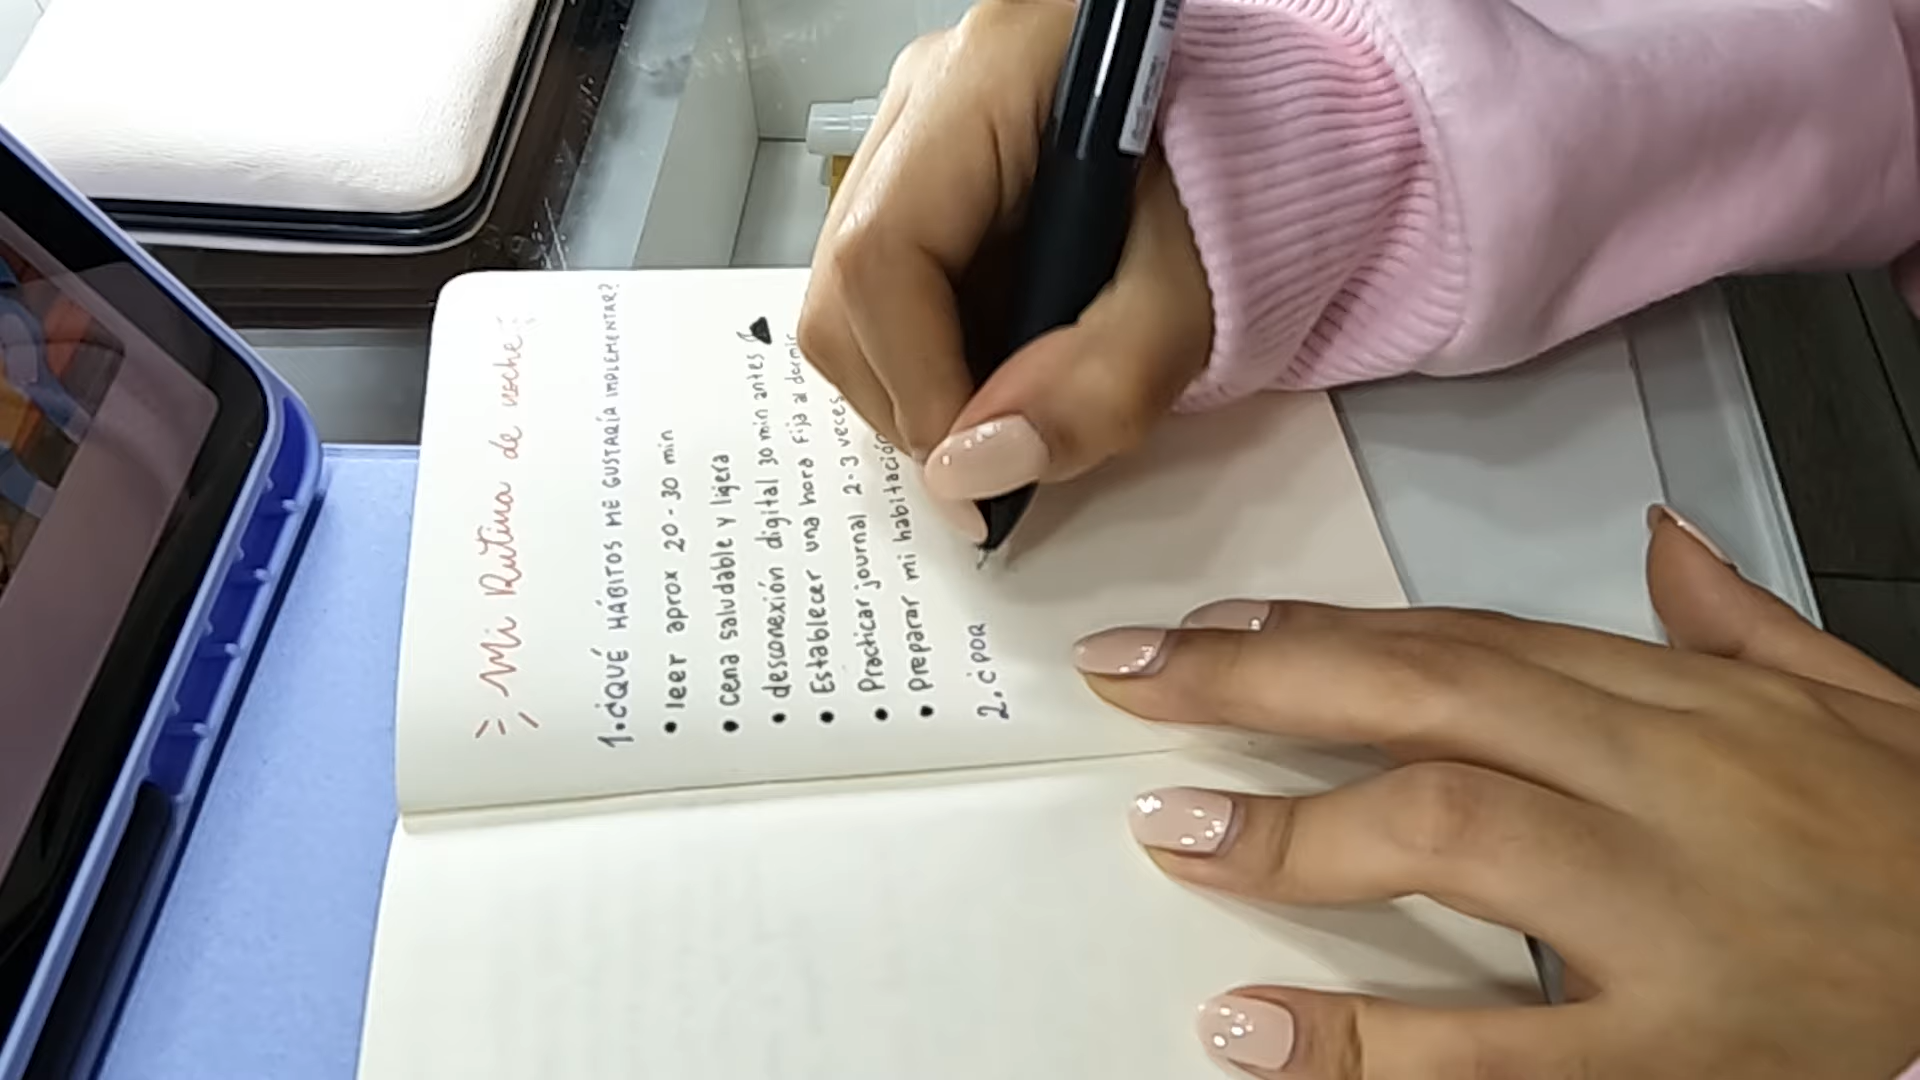 Mi Rutina de noche
1. ¿QUÉ HÁBITOS ME GUSTARÍA IMPLEMENTAR?
• leer aprox 20 - 30 min
• cena saludable y ligera
• desconexión digital 30 min antes
• Establecer una hora Fija al dormir
• Practicar journal 2-3 veces
• Preparar mi habitación
2. ¿POR